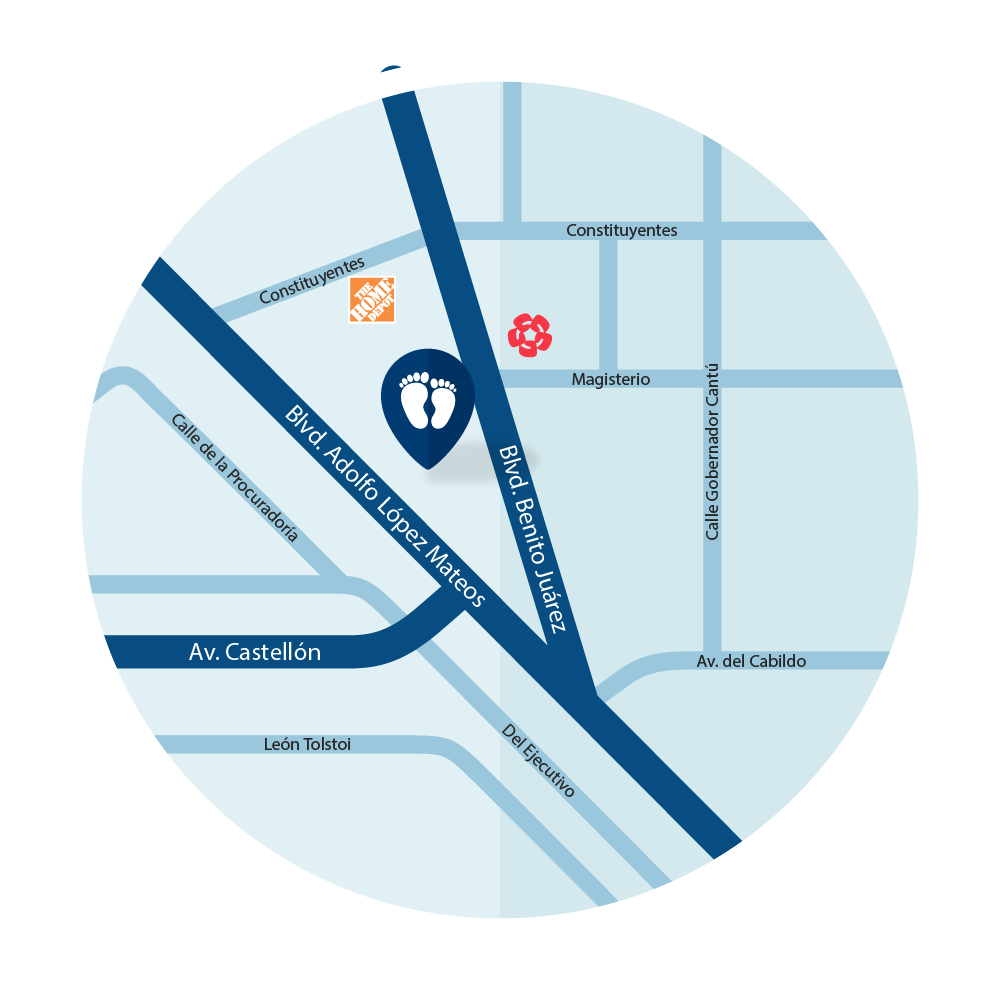 Constituyentes
Constituyentes
THE
HOME
DEPOT
Magisterio
Calle Gobernador Cantú
Calle de la Procuradoría
Blvd. Adolfo López Mateos
Blvd. Benito Juárez
Av. Castellón
Av. del Cabildo
León Tolstoi
Del Ejecutivo